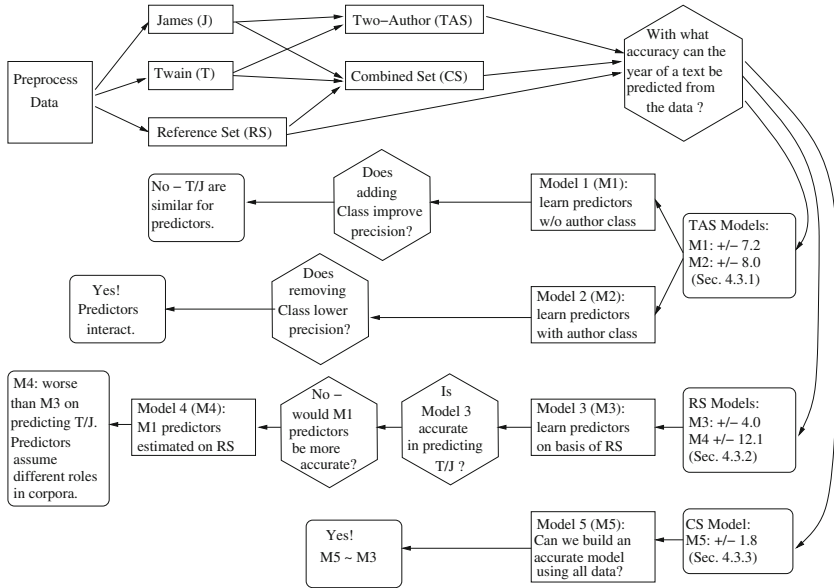 James (J)
Two−Author (TAS)
With what
accuracy can the
year of a text be
predicted from
the data ?
Preprocess
Data
Twain (T)
Combined Set (CS)
Reference Set (RS)
No − T/J are
similar for
predictors.
Does
adding
Class improve
precision?
Model 1 (M1):
learn predictors
w/o author class
TAS Models:
M1: +/− 7.2
M2: +/− 8.0
(Sec. 4.3.1)
Yes!
Predictors
interact.
Does
removing
Class lower
precision?
Model 2 (M2):
learn predictors
with author class
M4: worse
than M3 on
predicting T/J.
Predictors
assume
different roles
in corpora.
Model 4 (M4):
M1 predictors
estimated on RS
No −
would M1
predictors
be more
accurate?
Is
Model 3
accurate
in predicting
T/J ?
Model 3 (M3):
learn predictors
on basis of RS
RS Models:
M3: +/− 4.0
M4 +/− 12.1
(Sec. 4.3.2)
Yes!
M5 ~ M3
Model 5 (M5):
Can we build an
accurate model
using all data?
CS Model:
M5: +/− 1.8
(Sec. 4.3.3)